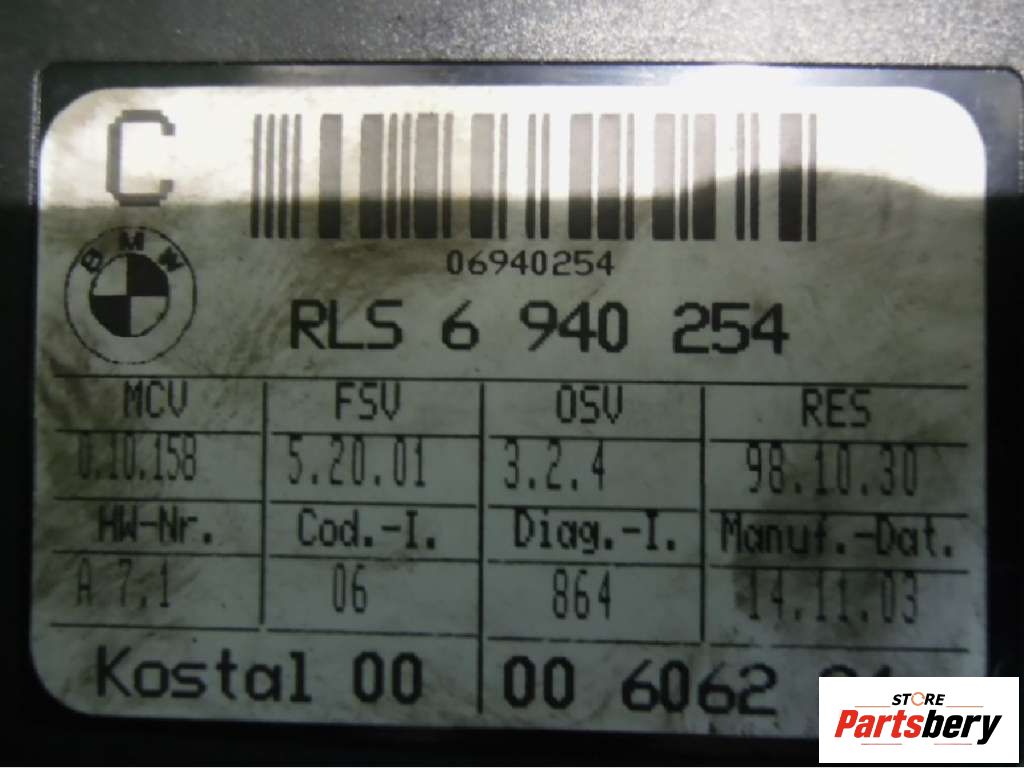 C
BMW
06940254
RLS 6 940 254
MCV FSV OSV RES
0.10.158 5.20.01 3.2.4 98.10.30
HW-Nr. Cod.-I. Diag.-I. Manuf.-Dat.
A 7.1 06 864 14.11.03
Kostal 00 00 6062
STORE
Partsbery